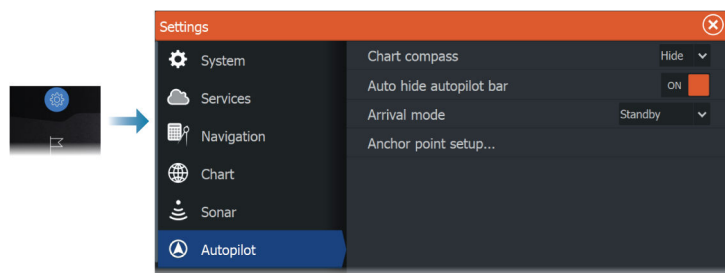 Settings
System
Services
Navigation
Chart
Sonar
Autopilot
Chart compass Hide
Auto hide autopilot bar ON
Arrival mode Standby
Anchor point setup...